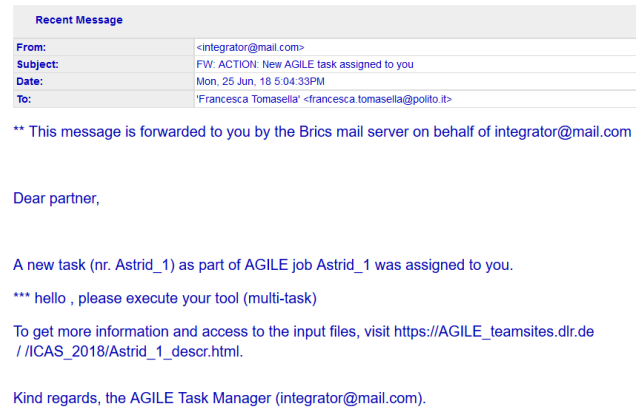 Recent Message
From: <integrator@mail.com>
Subject: FW: ACTION: New AGILE task assigned to you
Date: Mon, 25 Jun, 18 5:04:33PM
To: 'Francesca Tomasella' <francesca.tomasella@polito.it>
** This message is forwarded to you by the Brics mail server on behalf of integrator@mail.com
Dear partner,
A new task (nr. Astrid_1) as part of AGILE job Astrid_1 was assigned to you.
*** hello , please execute your tool (multi-task)
To get more information and access to the input files, visit https://AGILE_teamsites.dlr.de
/ /ICAS_2018/Astrid_1_descr.html.
Kind regards, the AGILE Task Manager (integrator@mail.com).